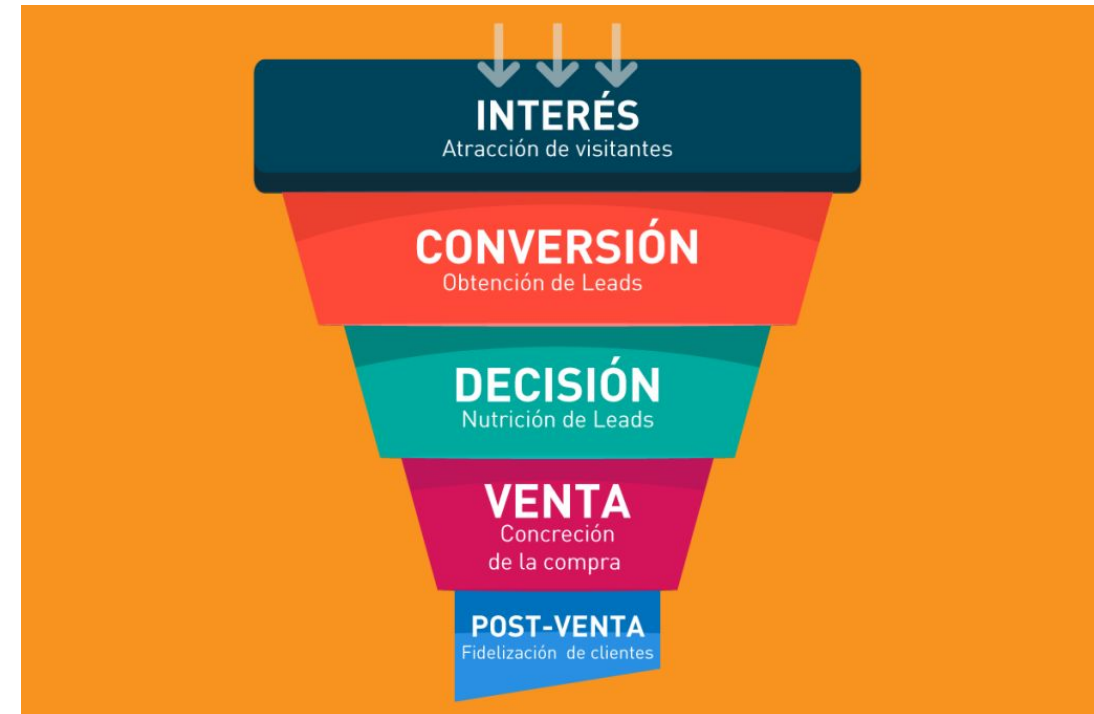 INTERÉS
Atracción de visitantes
CONVERSIÓN
Obtención de Leads
DECISIÓN
Nutrición de Leads
VENTA
Concreción
de la compra
POST-VENTA
Fidelización de clientes